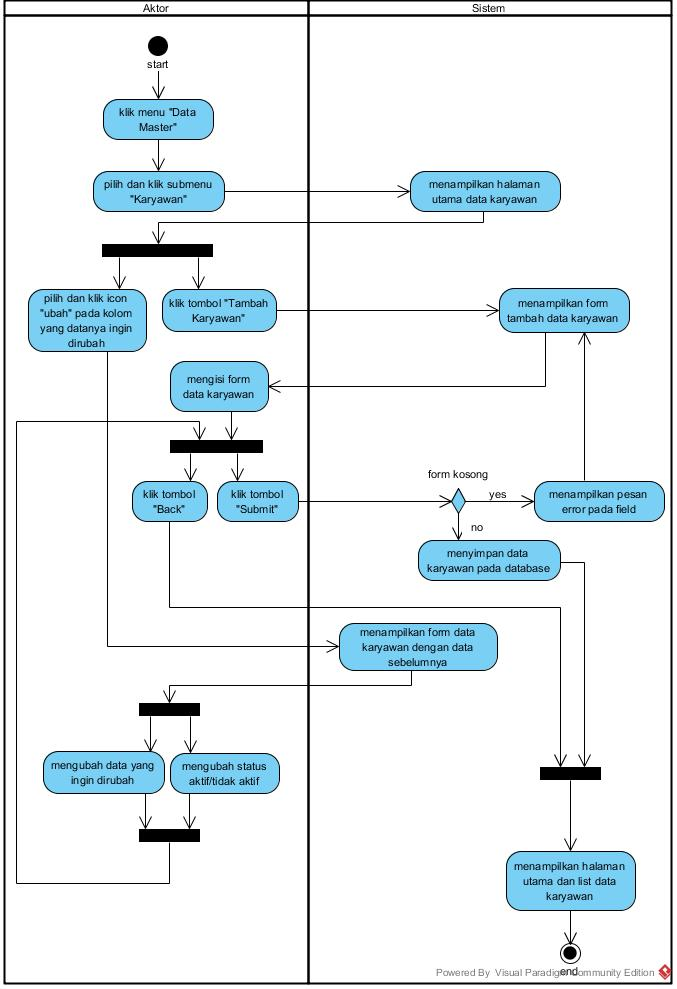 Aktor
Sistem
start
klik menu "Data
Master"
pilih dan klik submenu
"Karyawan"
menampilkan halaman
utama data karyawan
pilih dan klik icon
"ubah" pada kolom
yang datanya ingin
dirubah
klik tombol "Tambah
Karyawan"
menampilkan form
tambah data karyawan
mengisi form
data karyawan
klik tombol
"Back"
klik tombol
"Submit"
form kosong
yes
no
menampilkan pesan
error pada field
menyimpan data
karyawan pada database
menampilkan form data
karyawan dengan data
sebelumnya
mengubah data yang
ingin dirubah
mengubah status
aktif/tidak aktif
menampilkan halaman
utama dan list data
karyawan
end
Powered By Visual Paradigm Community Edition